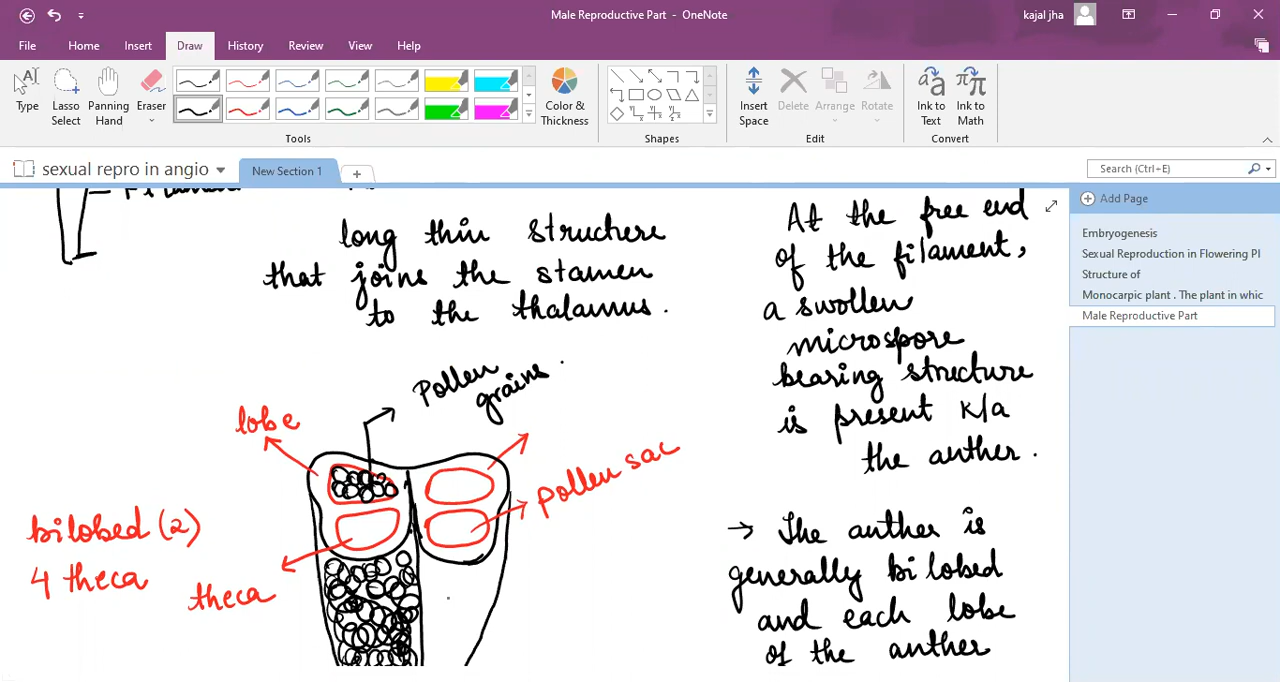 Male Reproductive Part - OneNote
kajal jha
File Home Insert Draw History Review View Help
Type
Lasso Select
Panning Hand
Eraser
Color & Thickness
Insert Space
Delete
Arrange
Rotate
Ink to Text
Ink to Math
Tools
Shapes
Edit
Convert
sexual repro in angio
New Section 1
Search (Ctrl+E)
Add Page
Embryogenesis
Sexual Reproduction in Flowering Pl
Structure of
Monocarpic plant . The plant in whic
Male Reproductive Part
long thin structure
that joins the stamen
to the thalamus.
Pollen
grains.
lobe
pollen sac
bilobed (2)
4 theca
theca
At the free end
of the filament,
a swollen
microspore
bearing structure
is present k/a
the anther.
→ The anther is
generally bilobed
and each lobe
of the anther